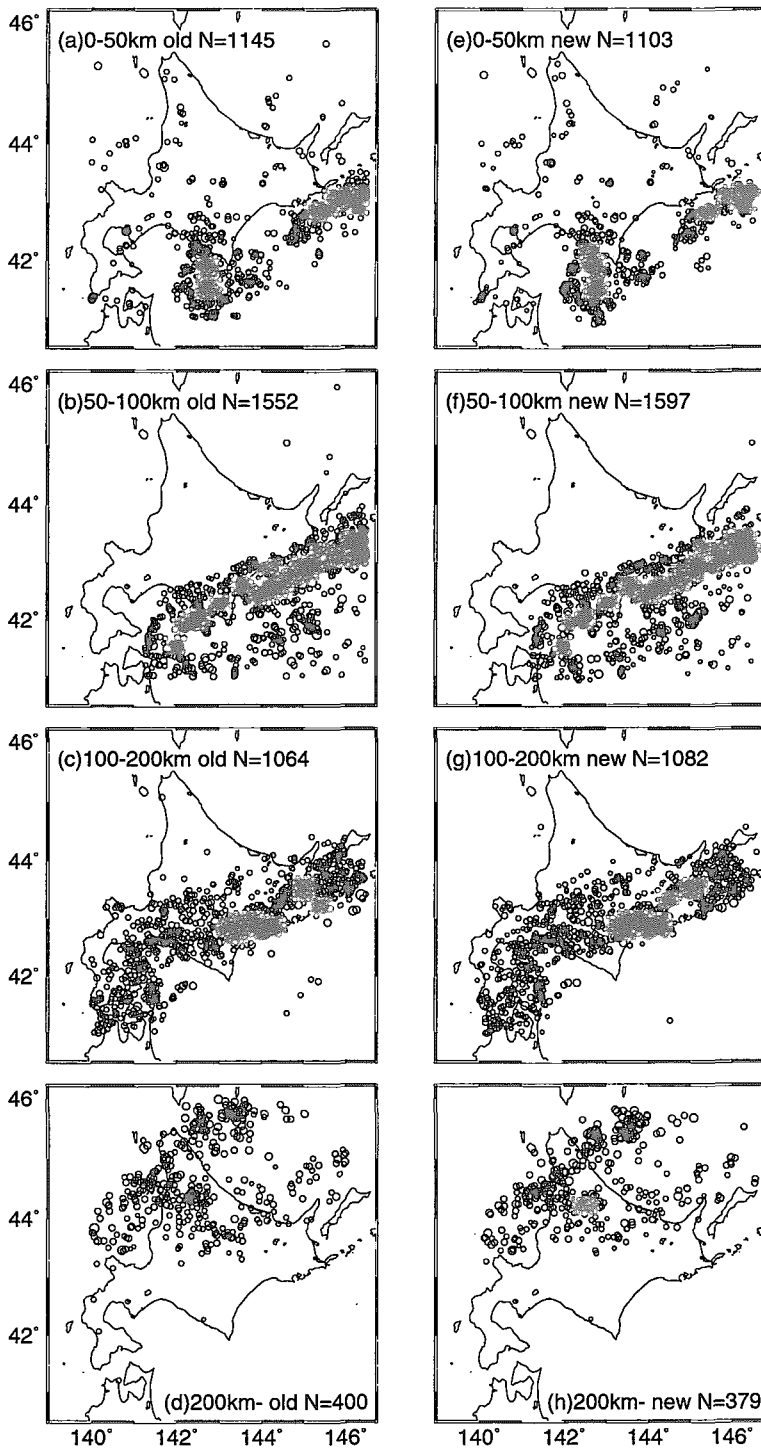 46°
(a)0-50km old N=1145
(e)0-50km new N=1103
44°
42°
46°
(b)50-100km old N=1552
(f)50-100km new N=1597
44°
42°
46°
(c)100-200km old N=1064
(g)100-200km new N=1082
44°
42°
46°
44°
42°
(d)200km- old N=400
(h)200km- new N=379
140° 142° 144° 146°
140° 142° 144° 146°